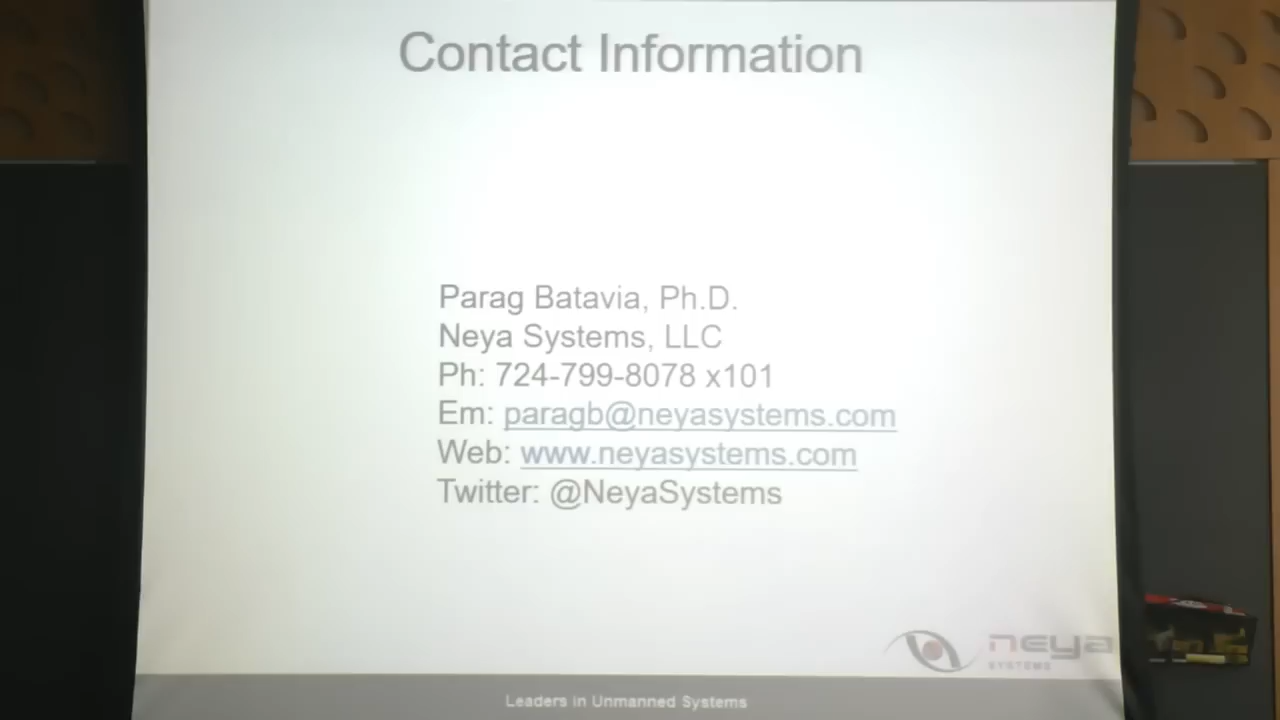 Contact Information
Parag Batavia, Ph.D.
Neya Systems, LLC
Ph: 724-799-8078 x101
Em: paragb@neyasystems.com
Web: www.neyasystems.com
Twitter: @NeyaSystems
neya
SYSTEMS
Leaders in Unmanned Systems